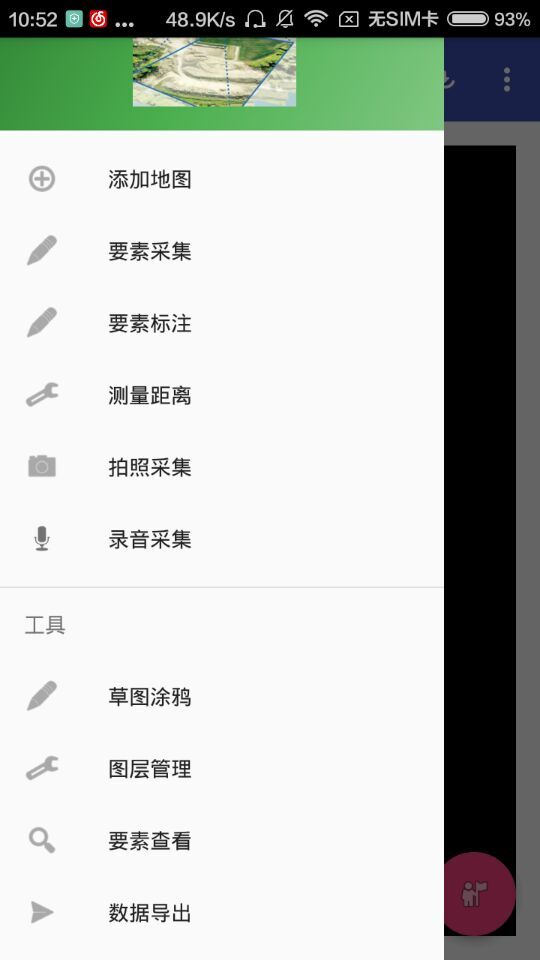 10:52 ... 48.9K/s 无SIM卡 93%
添加地图
要素采集
要素标注
测量距离
拍照采集
录音采集
工具
草图涂鸦
图层管理
要素查看
数据导出